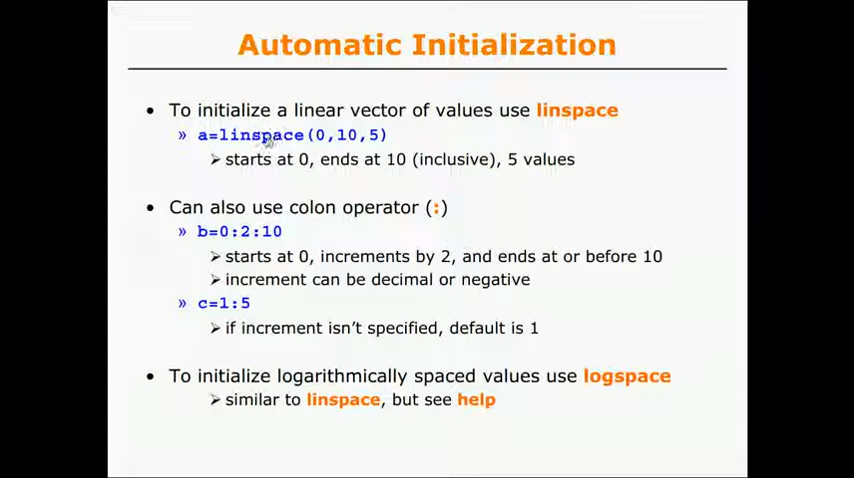 Automatic Initialization
• To initialize a linear vector of values use linspace
» a=linspace(0,10,5)
➢ starts at 0, ends at 10 (inclusive), 5 values
• Can also use colon operator (:)
» b=0:2:10
➢ starts at 0, increments by 2, and ends at or before 10
➢ increment can be decimal or negative
» c=1:5
➢ if increment isn’t specified, default is 1
• To initialize logarithmically spaced values use logspace
➢ similar to linspace, but see help